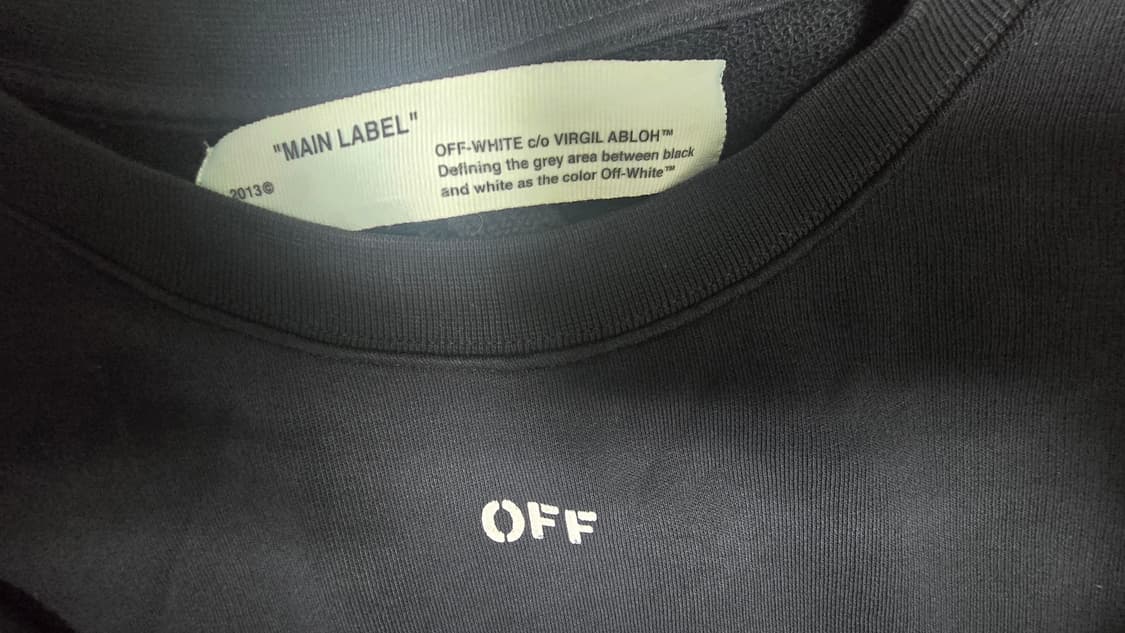 "MAIN LABEL"
2013©
OFF-WHITE c/o VIRGIL ABLOH™
Defining the grey area between black
and white as the color Off-White™
OFF